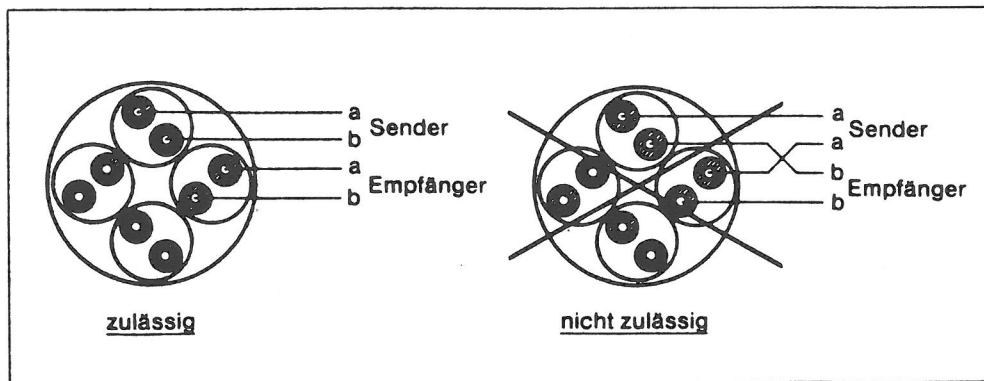 a
Sender
b
a
Empfänger
b
zulässig
a
Sender
a
b
Empfänger
b
nicht zulässig